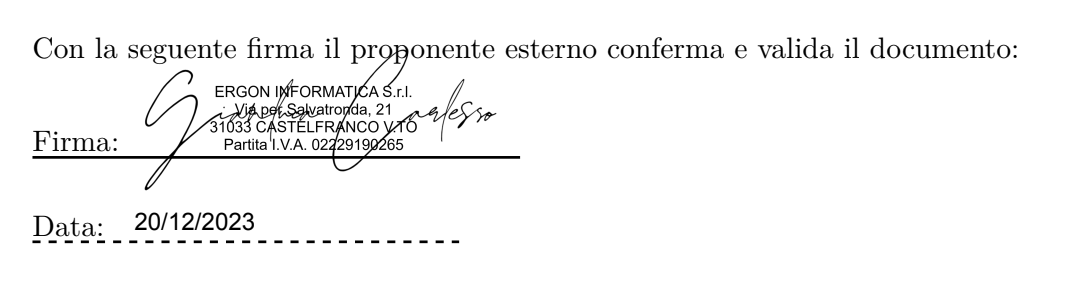 Con la seguente firma il proponente esterno conferma e valida il documento:
ERGON INFORMATICA S.r.l.
Via per Salvatronda, 21
31033 CASTELFRANCO V.TO
Partita I.V.A. 02229190265
Firma:
Data: 20/12/2023